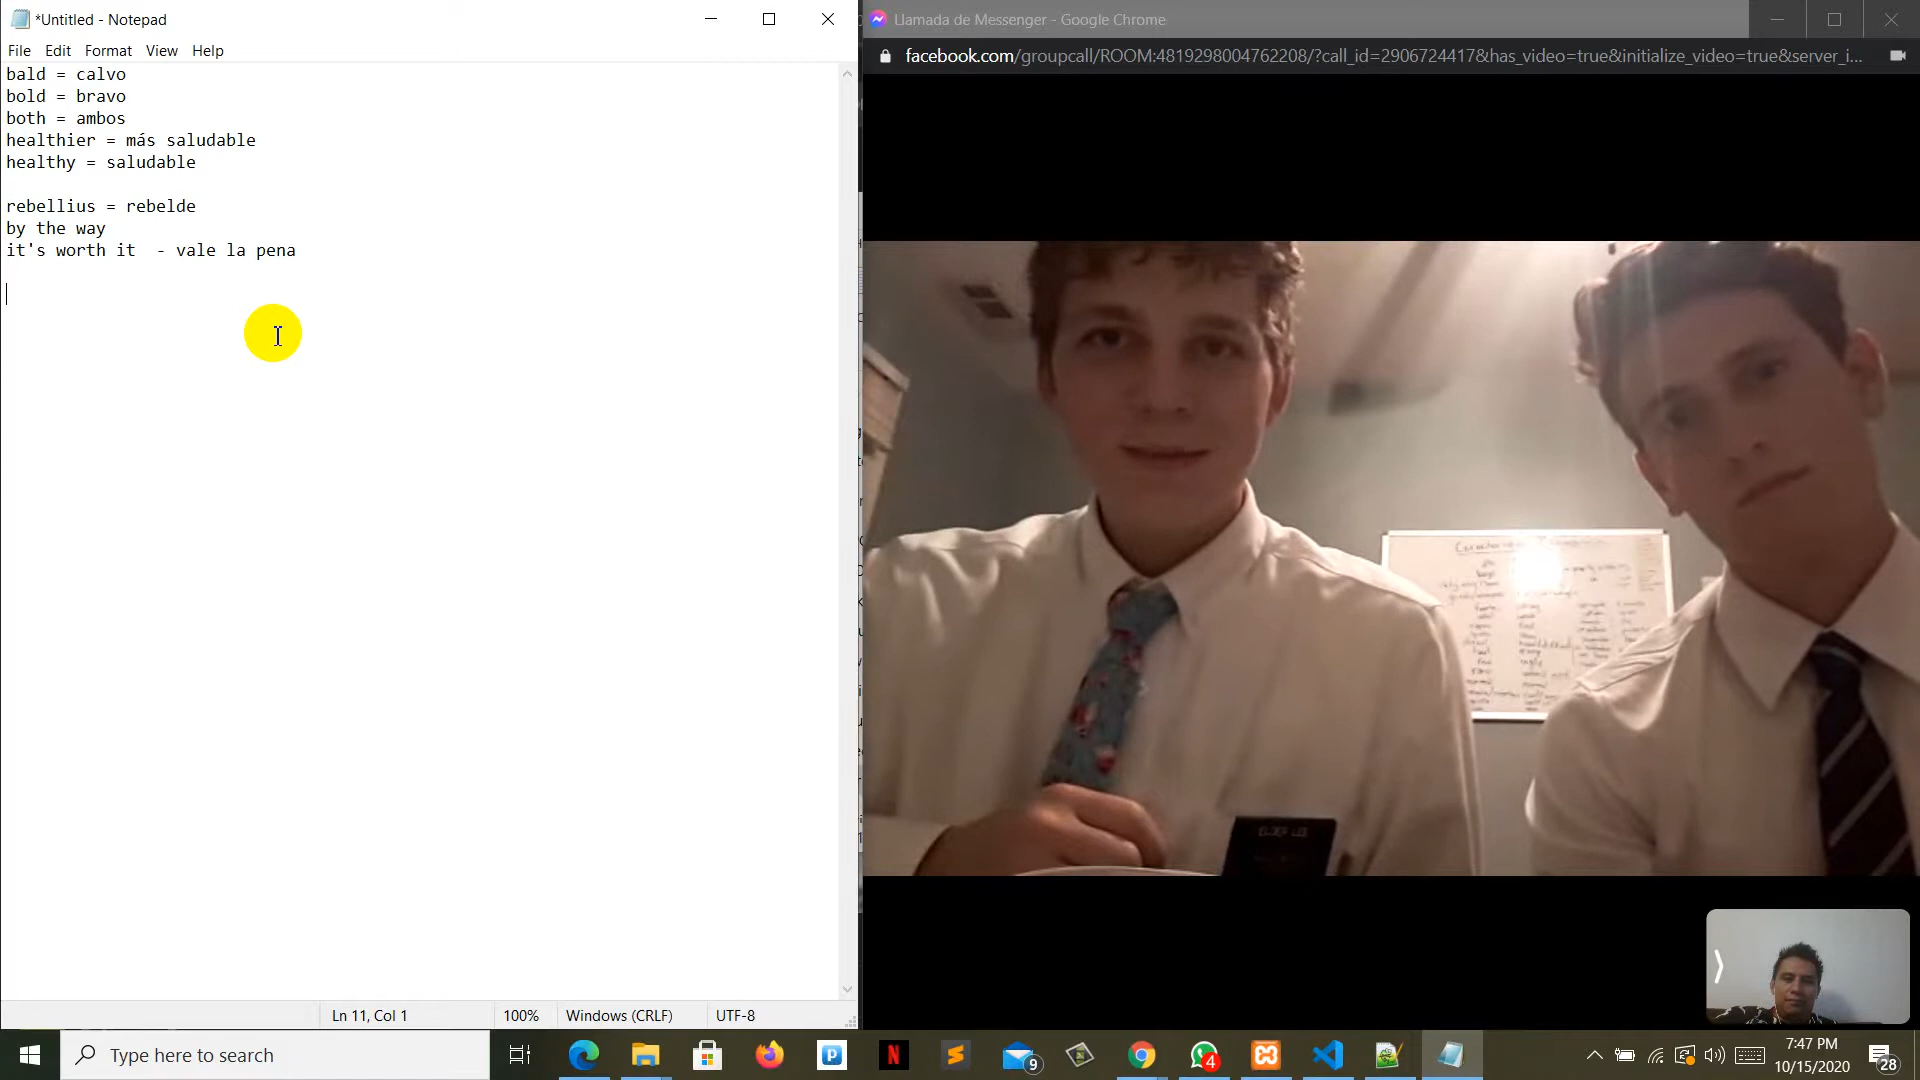 *Untitled - Notepad
File Edit Format View Help
bald = calvo
bold = bravo
both = ambos
healthier = más saludable
healthy = saludable
rebellius = rebelde
by the way
it's worth it  - vale la pena
Ln 11, Col 1
100%
Windows (CRLF)
UTF-8
Llamada de Messenger - Google Chrome
facebook.com/groupcall/ROOM:4819298004762208/?call_id=2906724417&has_video=true&initialize_video=true&server_i...
Type here to search
9
4
7:47 PM
10/15/2020
28